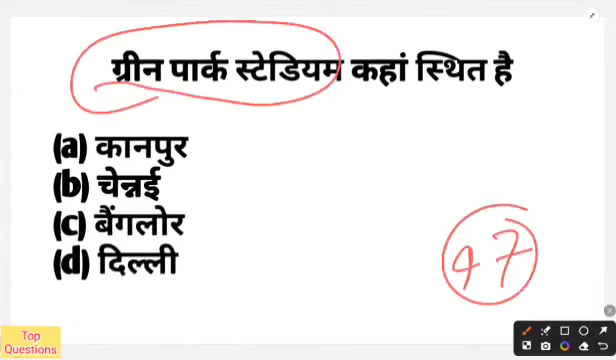 ग्रीन पार्क स्टेडियम कहां स्थित है
(a) कानपुर
(b) चेन्नई
(c) बैंगलोर
(d) दिल्ली
47
Top
Questions